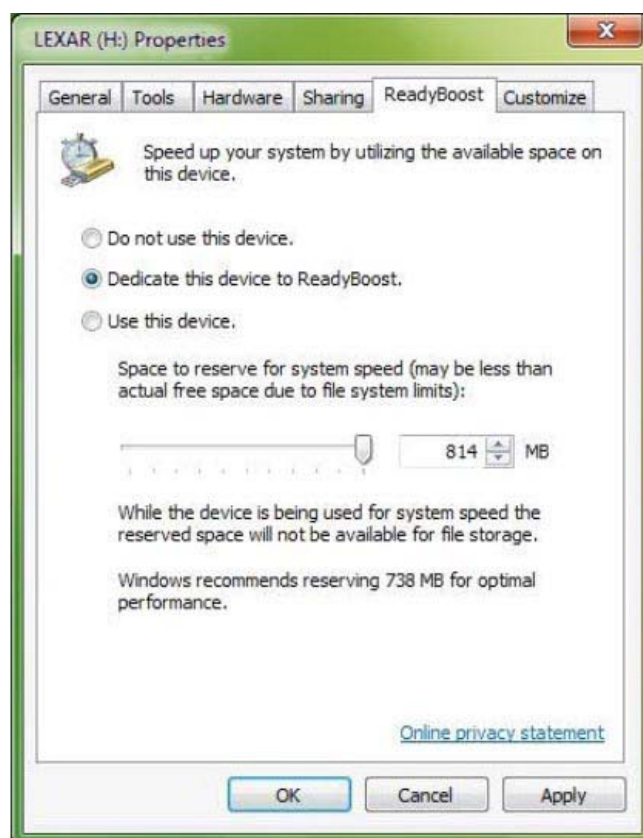 LEXAR (H:) Properties
General Tools Hardware Sharing ReadyBoost Customize
Speed up your system by utilizing the available space on
this device.
Do not use this device.
Dedicate this device to ReadyBoost.
Use this device.
Space to reserve for system speed (may be less than
actual free space due to file system limits):
814 MB
While the device is being used for system speed the
reserved space will not be available for file storage.
Windows recommends reserving 738 MB for optimal
performance.
Online privacy statement
OK Cancel Apply